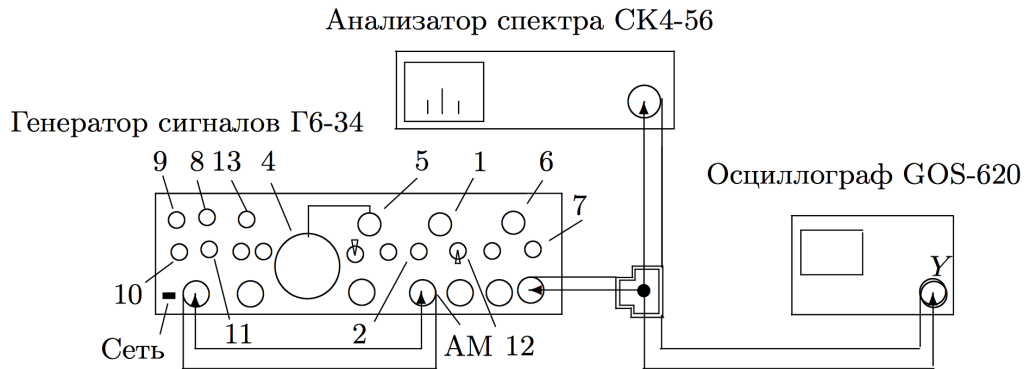 Анализатор спектра СК4-56
Генератор сигналов Г6-34
9 8 13 4 5 1 6
Осциллограф GOS-620
7
Y
10
11 2 АМ 12
Сеть